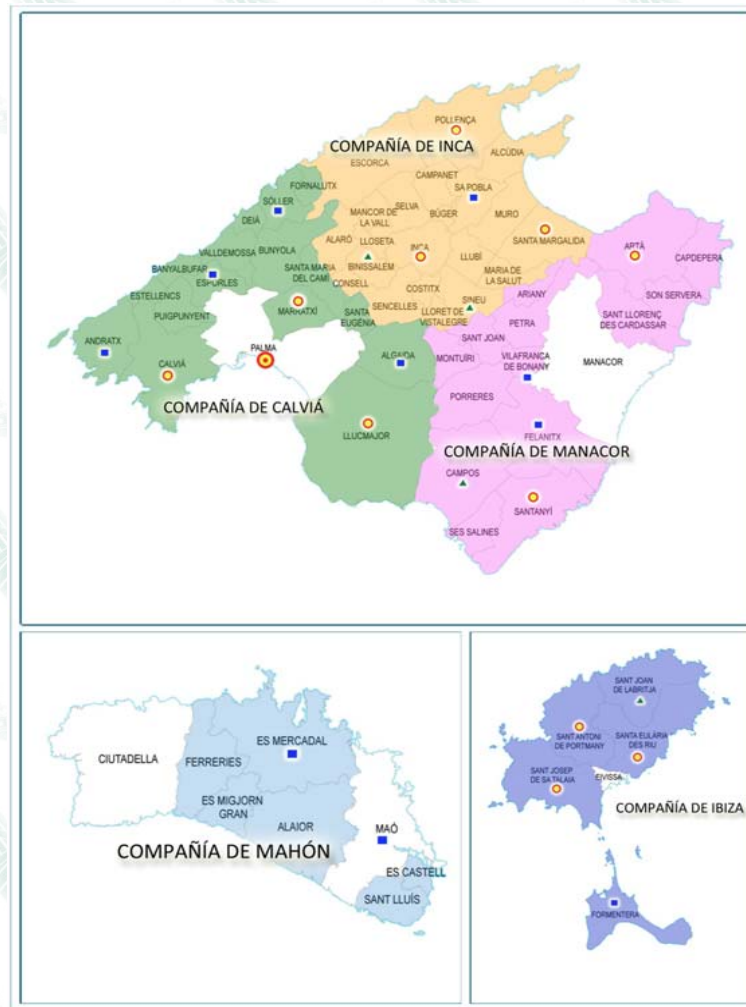 POLLENÇA
COMPAÑÍA DE INCA
ALCÚDIA
ESCORCA
CAMPANET
FORNALUTX
SA POBLA
SÓLLER
SELVA
MANCOR DE
LA VALL
BÚGER
MURO
DEIÀ
ALARÓ
LLOSETA
SANTA MARGALIDA
VALLDEMOSSA
BUNYOLA
INCA
LLUBÍ
ARTÀ
CAPDEPERA
BINISSALEM
BANYALBUFAR
ESPORLES
SANTA MARIA
DEL CAMÍ
CONSELL
MARIA DE
LA SALUT
COSTITX
ARIANY
SON SERVERA
ESTELLENCS
MARRATXÍ
SENCELLES
SINEU
PUIGPUNYENT
SANTA
EUGÈNIA
LLORET DE
VISTALEGRE
PETRA
SANT LLORENÇ
DES CARDASSAR
SANT JOAN
ANDRATX
PALMA
ALGAIDA
MONTUÏRI
VILAFRANCA
DE BONANY
MANACOR
CALVIÀ
PORRERES
COMPAÑÍA DE CALVIÁ
LLUCMAJOR
FELANITX
COMPAÑÍA DE MANACOR
CAMPOS
SANTANYÍ
SES SALINES
CIUTADELLA
ES MERCADAL
FERRERIES
ES MIGJORN
GRAN
ALAIOR
MAÓ
COMPAÑÍA DE MAHÓN
ES CASTELL
SANT LLUÍS
SANT JOAN
DE LABRITJA
SANT ANTONI
DE PORTMANY
SANTA EULÀRIA
DES RIU
SANT JOSEP
DE SA TALAIA
EIVISSA
COMPAÑÍA DE IBIZA
FORMENTERA